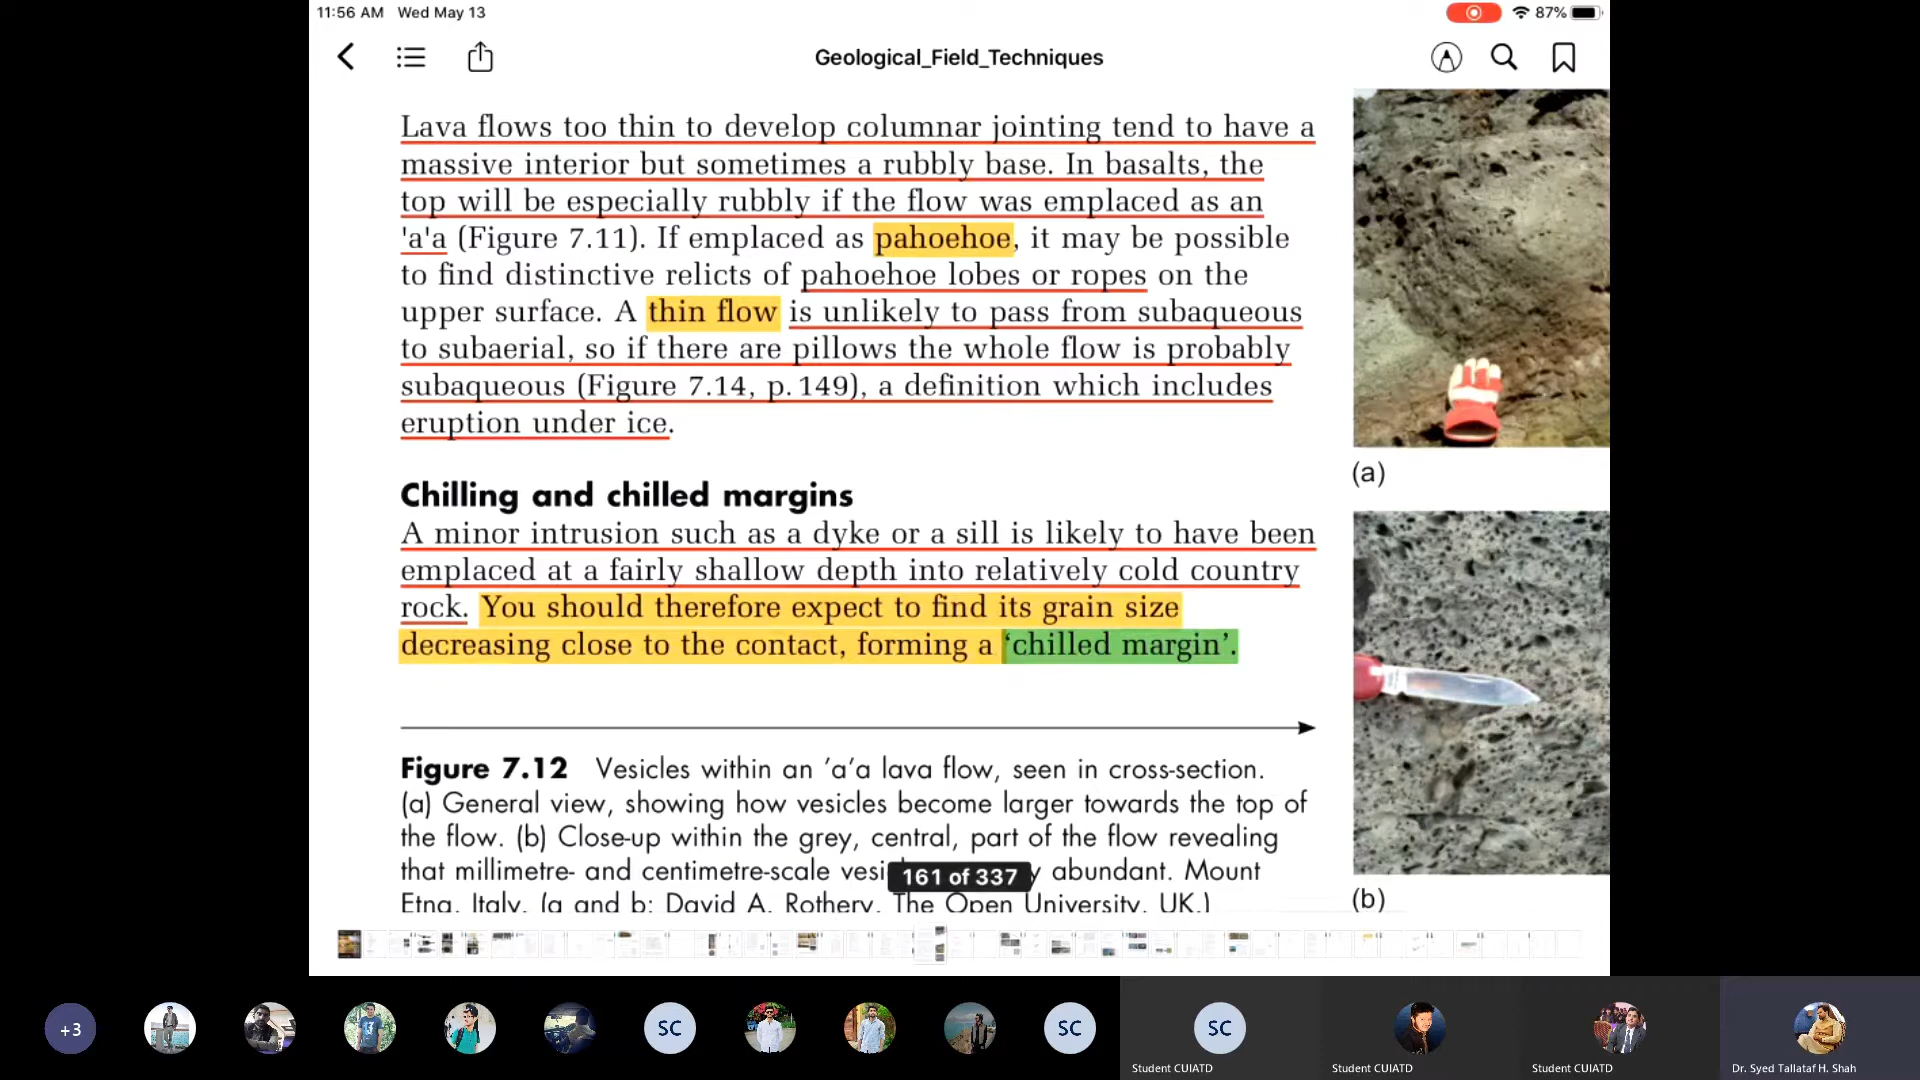 11:56 AM Wed May 13
87%
Geological_Field_Techniques
Lava flows too thin to develop columnar jointing tend to have a
massive interior but sometimes a rubbly base. In basalts, the
top will be especially rubbly if the flow was emplaced as an
'a'a (Figure 7.11). If emplaced as pahoehoe, it may be possible
to find distinctive relicts of pahoehoe lobes or ropes on the
upper surface. A thin flow is unlikely to pass from subaqueous
to subaerial, so if there are pillows the whole flow is probably
subaqueous (Figure 7.14, p. 149), a definition which includes
eruption under ice.
Chilling and chilled margins
A minor intrusion such as a dyke or a sill is likely to have been
emplaced at a fairly shallow depth into relatively cold country
rock. You should therefore expect to find its grain size
decreasing close to the contact, forming a ‘chilled margin’.
Figure 7.12 Vesicles within an ’a’a lava flow, seen in cross-section.
(a) General view, showing how vesicles become larger towards the top of
the flow. (b) Close-up within the grey, central, part of the flow revealing
that millimetre- and centimetre-scale abundant. Mount
Etna, Italy. (a and b: David A. Rothery, The Open University, UK.)
(a)
(b)
161 of 337
+3
SC
SC
SC
Student CUIATD
Student CUIATD
Student CUIATD
Dr. Syed Tallataf H. Shah